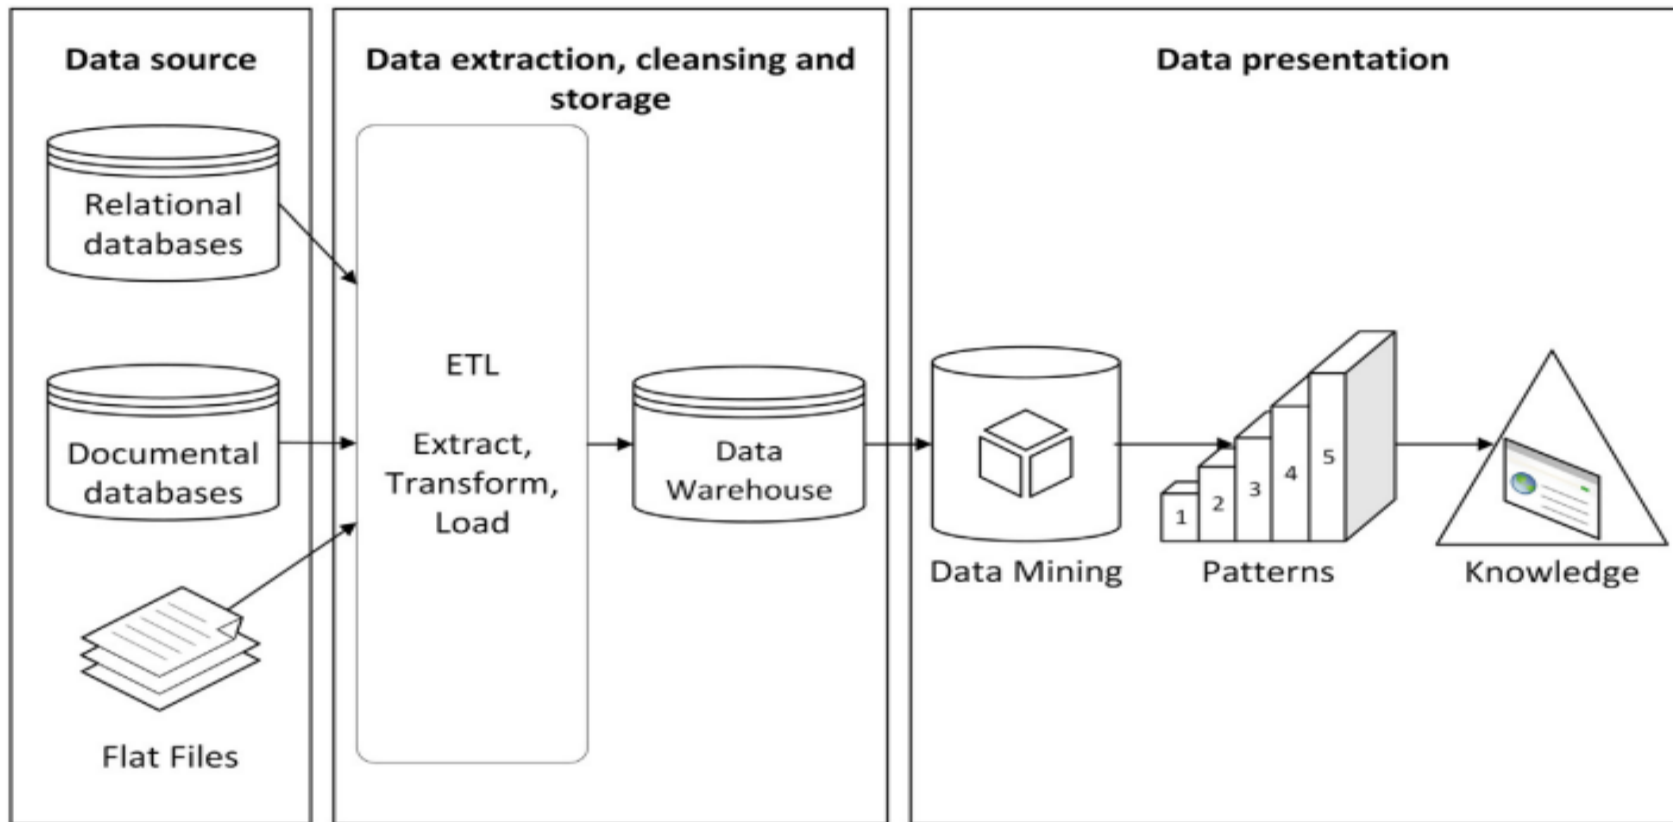 Data source
Relational
databases
Documental
databases
Flat Files
Data extraction, cleansing and
storage
ETL
Extract,
Transform,
Load
Data
Warehouse
Data presentation
Data Mining
1
2
3
4
5
Patterns
Knowledge